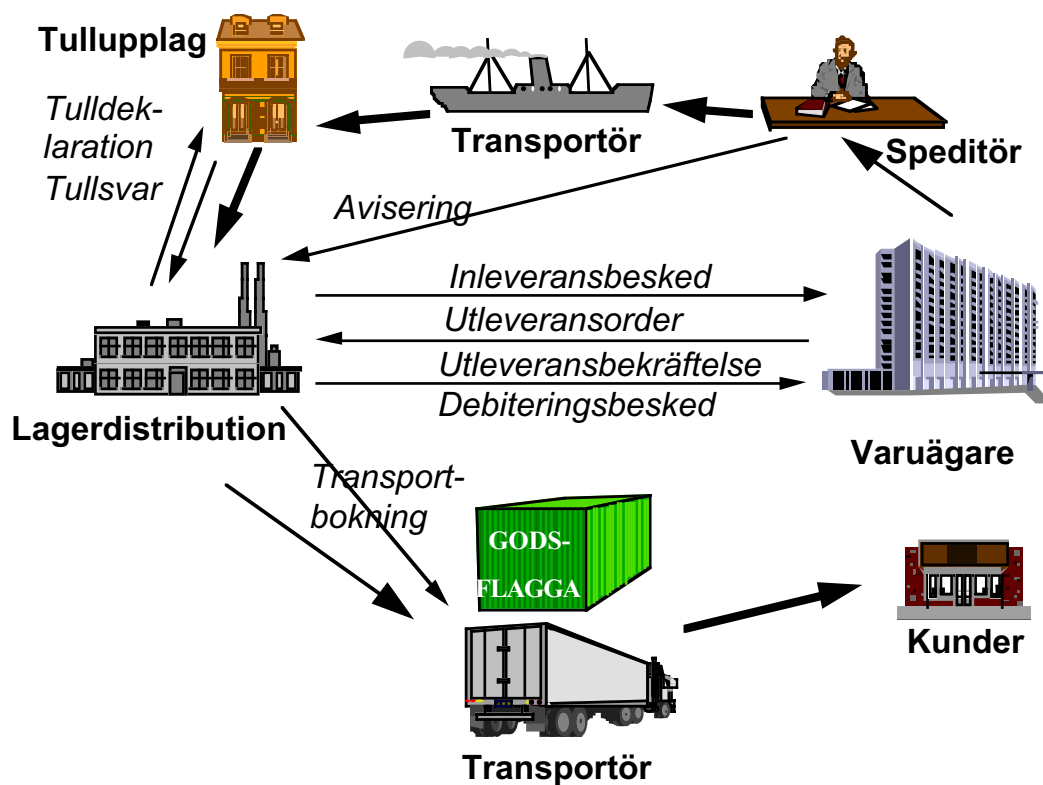 Tullupplag
Tulldek-
laration
Tullsvar
Transportör
Speditör
Avisering
Inleveransbesked
Utleveransorder
Utleveransbekräftelse
Debiteringsbesked
Lagerdistribution
Varuägare
Transport-
bokning
GODS-
FLAGGA
Kunder
Transportör